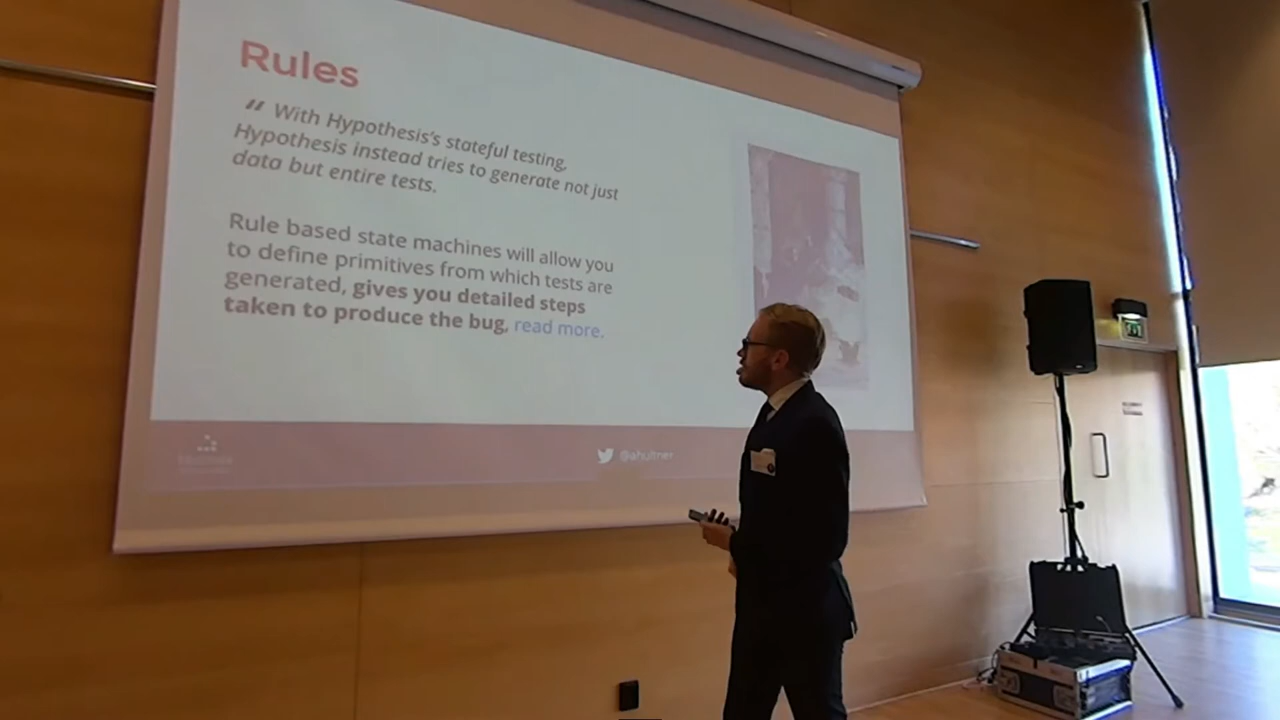 Rules
“ With Hypothesis's stateful testing,
Hypothesis instead tries to generate not just
data but entire tests.
Rule based state machines will allow you
to define primitives from which tests are
generated, gives you detailed steps
taken to produce the bug, read more.
@ahultner